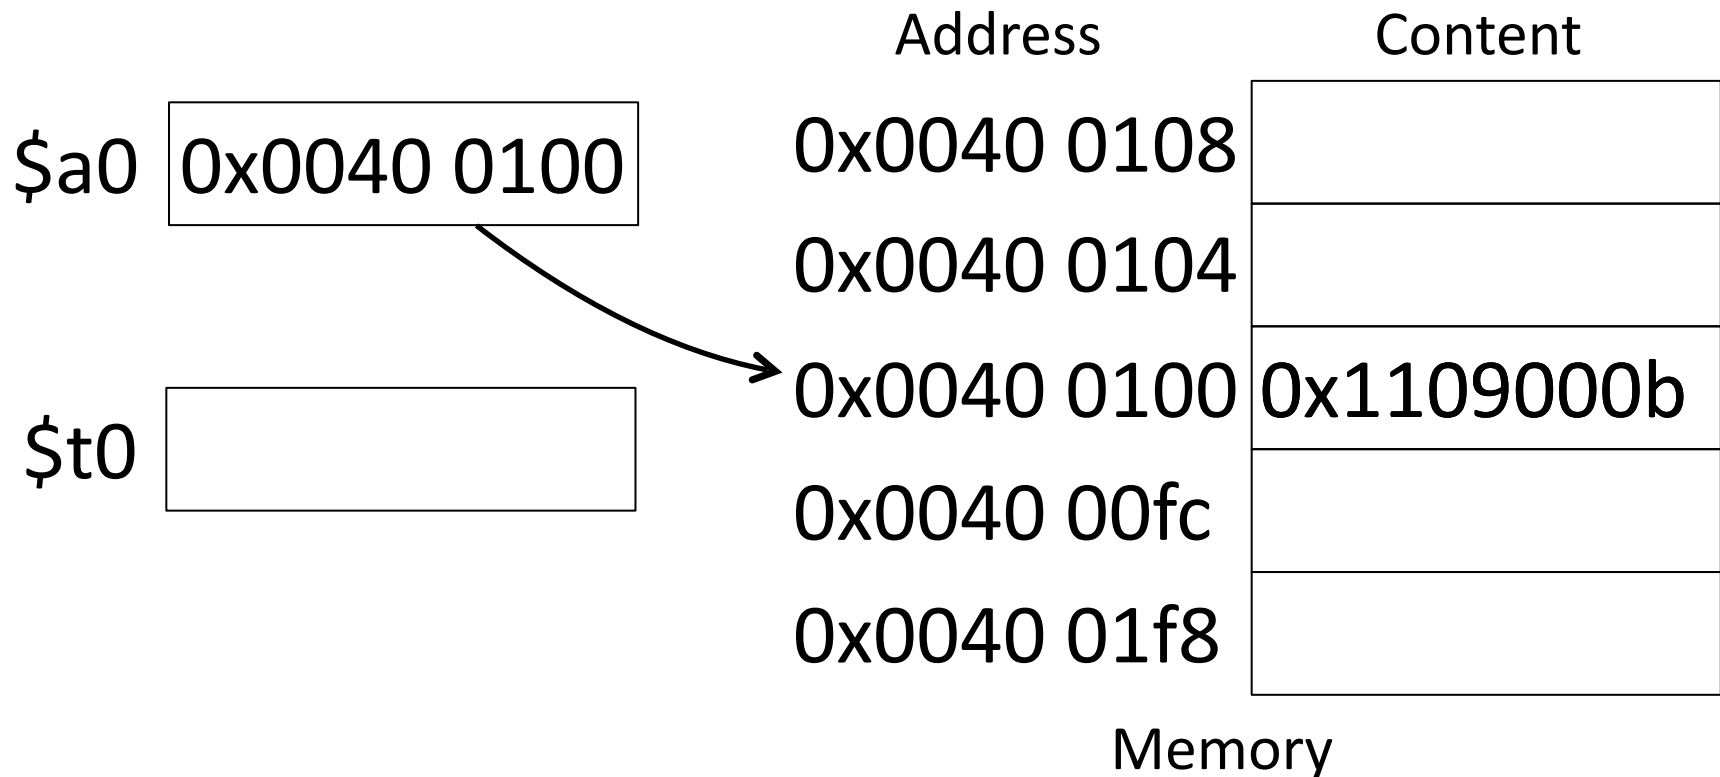 Address Content
$a0 0x0040 0100
0x0040 0108
0x0040 0104
0x0040 0100 0x1109000b
$t0
0x0040 00fc
0x0040 01f8
Memory